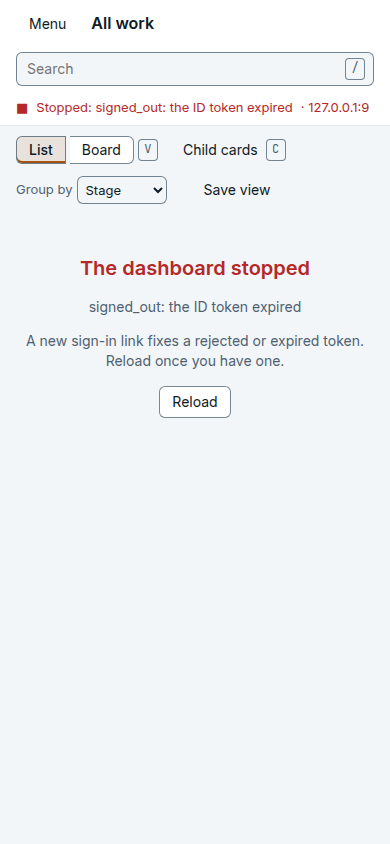 Menu All work
Search /
Stopped: signed_out: the ID token expired · 127.0.0.1:9
List Board V Child cards C
Group by Stage Save view
The dashboard stopped
signed_out: the ID token expired
A new sign-in link fixes a rejected or expired token.
Reload once you have one.
Reload